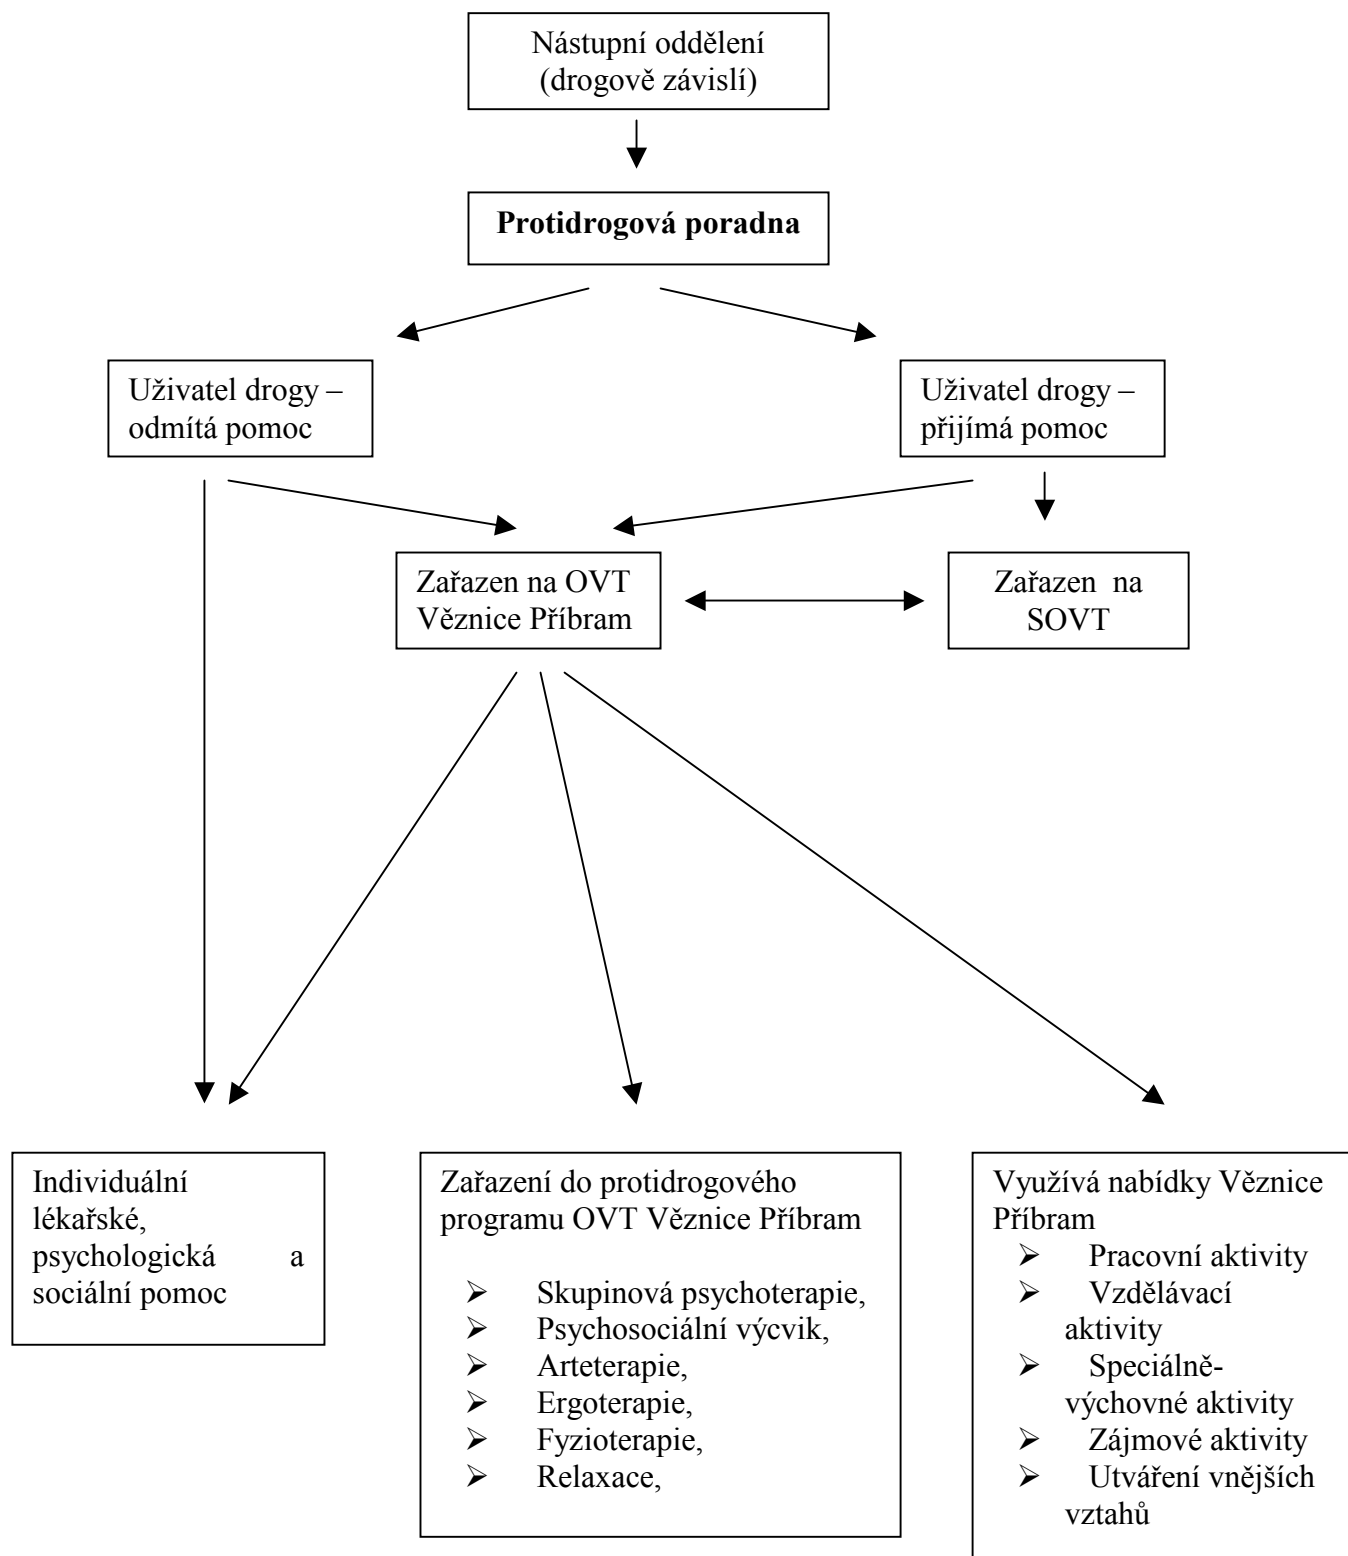 Nástupní oddělení
(drogově závislí)
Protidrogová poradna
Uživatel drogy –
odmítá pomoc
Uživatel drogy –
přijímá pomoc
Zařazen na OVT
Věznice Příbram
Zařazen na
SOVT
Individuální
lékařské,
psychologická a
sociální pomoc
Zařazení do protidrogového
programu OVT Věznice Příbram
➢ Skupinová psychoterapie,
➢ Psychosociální výcvik,
➢ Arteterapie,
➢ Ergoterapie,
➢ Fyzioterapie,
➢ Relaxace,
Využívá nabídky Věznice
Příbram
➢ Pracovní aktivity
➢ Vzdělávací
aktivity
➢ Speciálně-
výchovné aktivity
➢ Zájmové aktivity
➢ Utváření vnějších
vztahů